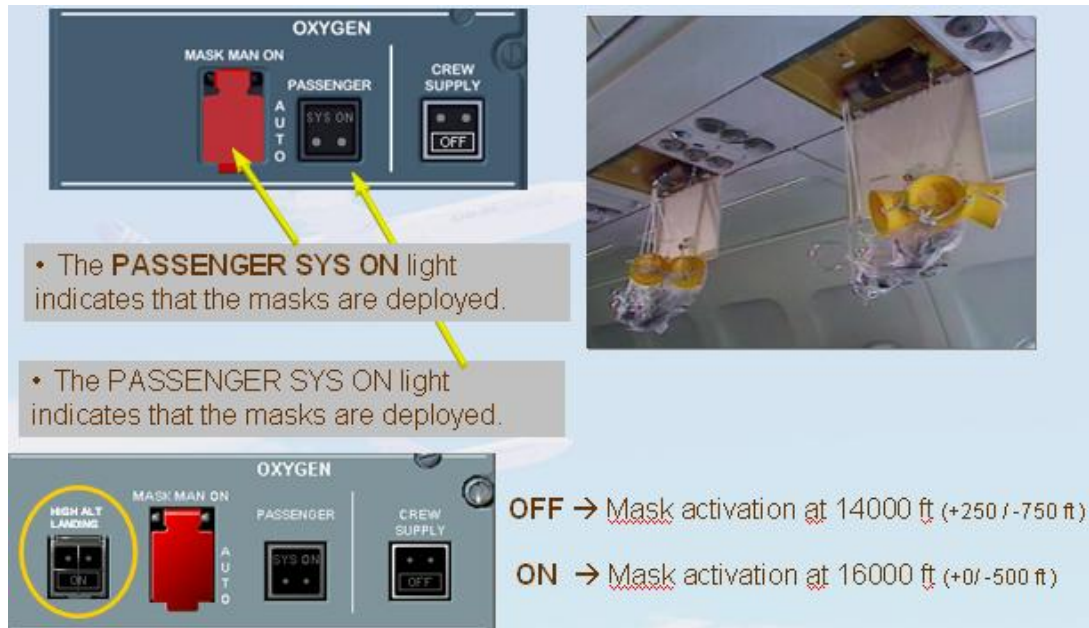 OXYGEN
MASK MAN ON
PASSENGER
CREW
SUPPLY
SYS ON
A
U
T
O
OFF
• The PASSENGER SYS ON light
indicates that the masks are deployed.
• The PASSENGER SYS ON light
indicates that the masks are deployed.
OXYGEN
HIGH ALT
LANDING
MASK MAN ON
PASSENGER
CREW
SUPPLY
ON
A
U
T
O
SYS ON
OFF
OFF → Mask activation at 14000 ft (+250 / -750 ft)
ON → Mask activation at 16000 ft (+0/ -500 ft)